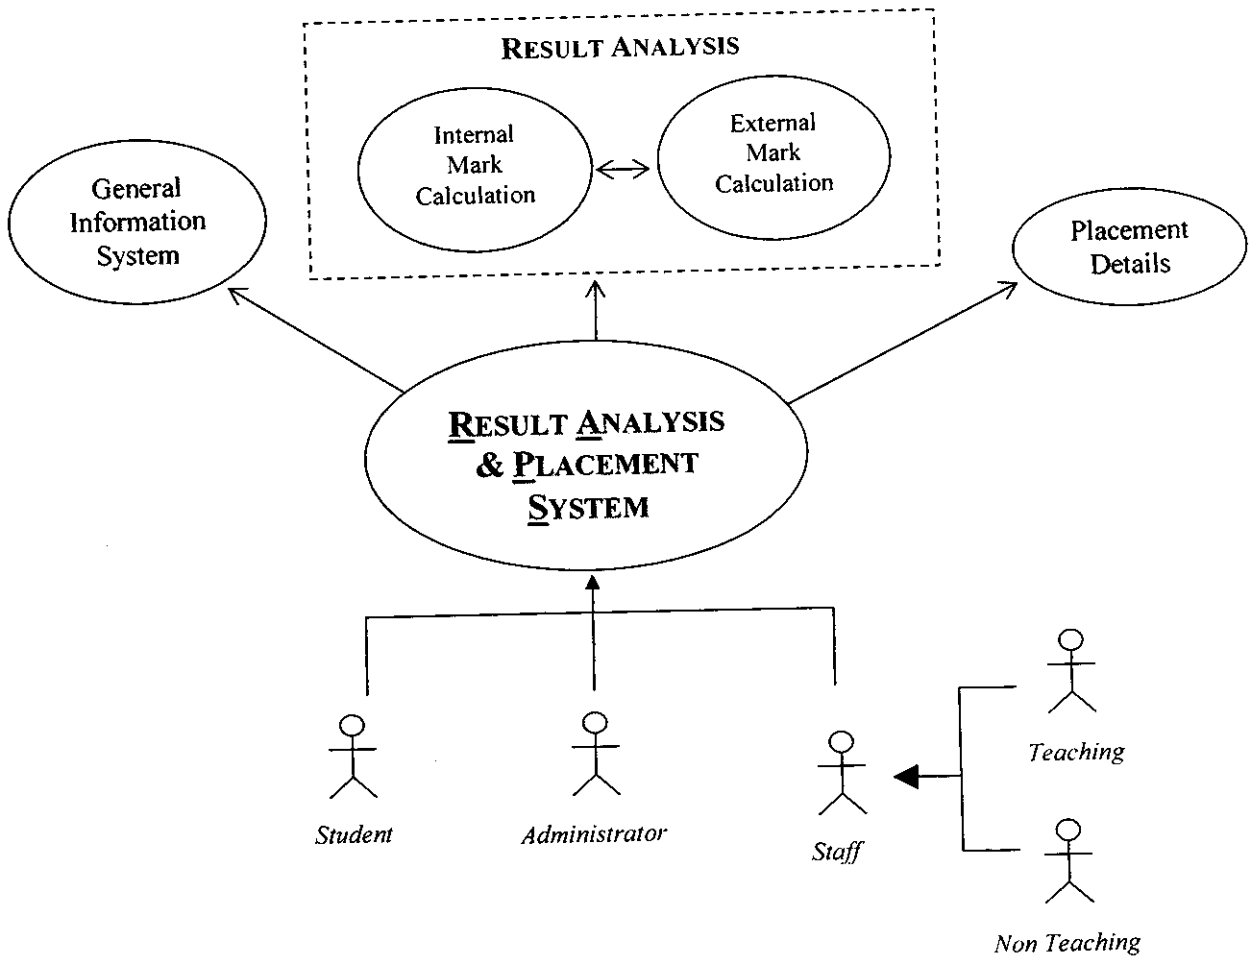 RESULT ANALYSIS
Internal
Mark
Calculation
External
Mark
Calculation
General
Information
System
Placement
Details
RESULT ANALYSIS
& PLACEMENT
SYSTEM
Student
Administrator
Staff
Teaching
Non Teaching